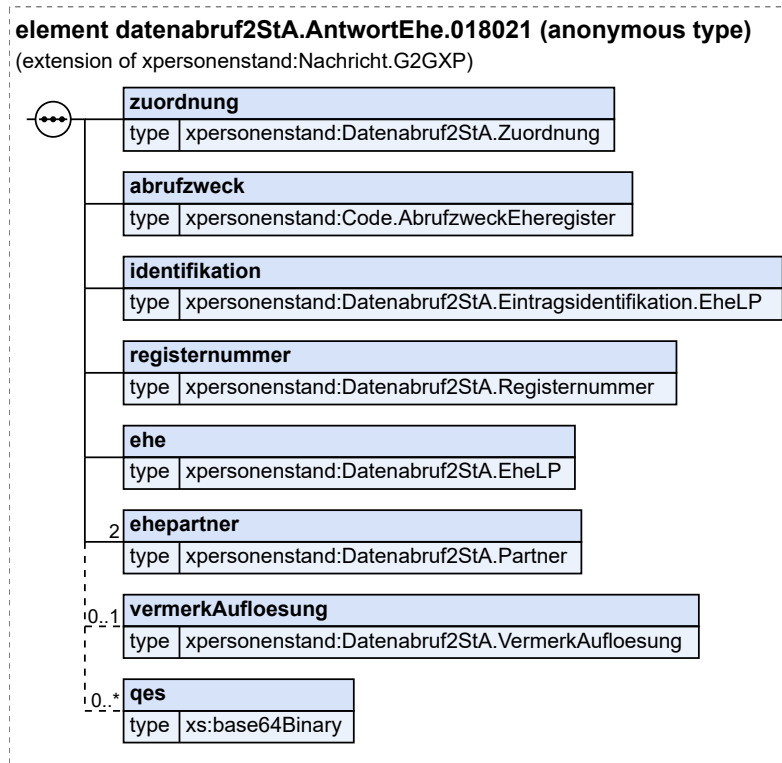 element datenabruf2StA.AntwortEhe.018021 (anonymous type)
(extension of xpersonenstand:Nachricht.G2GXP)
zuordnung
type xpersonenstand:Datenabruf2StA.Zuordnung
abrufzweck
type xpersonenstand:Code.AbrufzweckEheregister
identifikation
type xpersonenstand:Datenabruf2StA.Eintragsidentifikation.EheLP
registernummer
type xpersonenstand:Datenabruf2StA.Registernummer
ehe
type xpersonenstand:Datenabruf2StA.EheLP
2 ehepartner
type xpersonenstand:Datenabruf2StA.Partner
0..1 vermerkAufloesung
type xpersonenstand:Datenabruf2StA.VermerkAufloesung
0..* qes
type xs:base64Binary